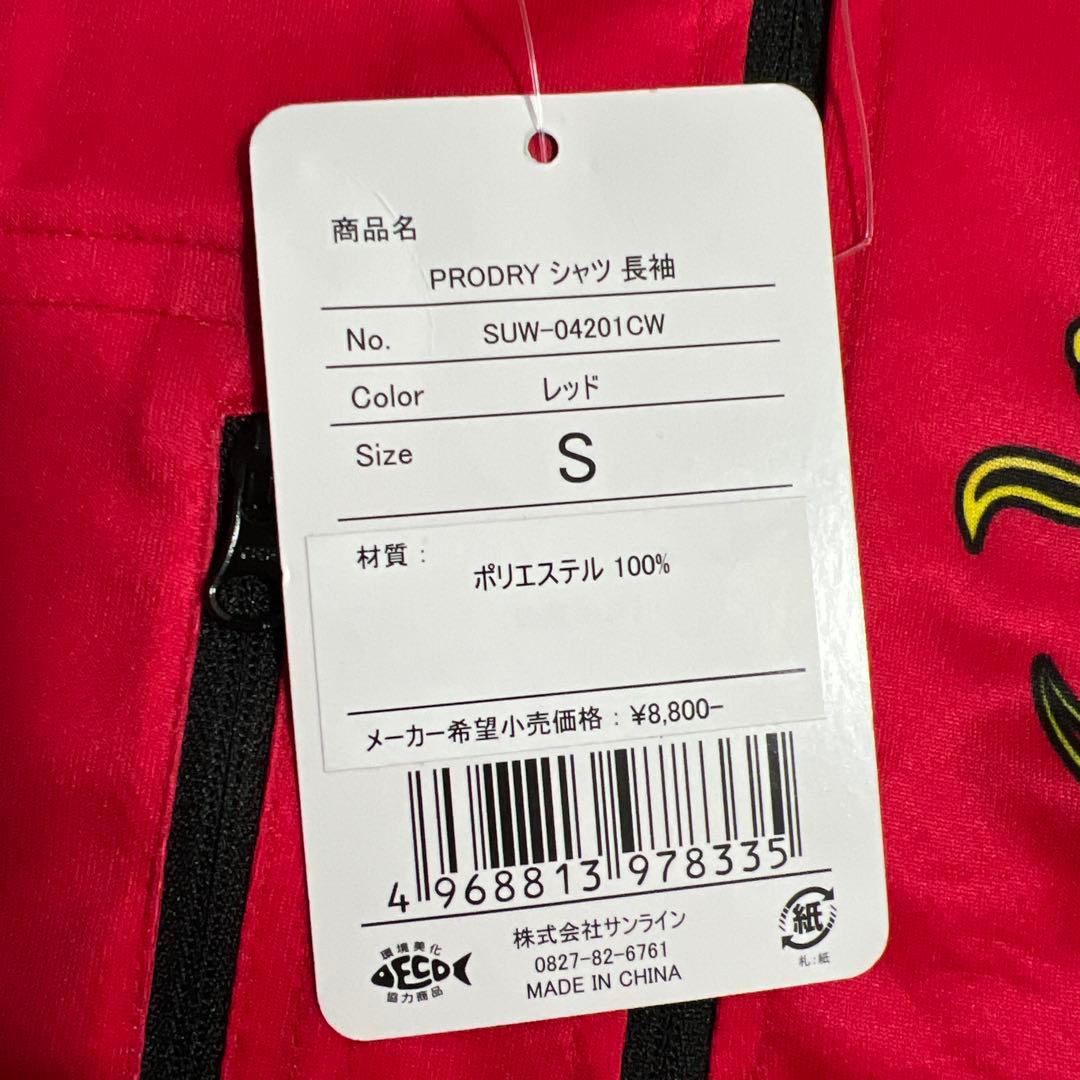 商品名
PRODRY シャツ 長袖
No. SUW-04201CW
Color レッド
Size S
材質 : ポリエステル 100%
メーカー希望小売価格 : ¥8,800-
4 968813 978335
環境美化
ECO
協力商品
株式会社サンライン
0827-82-6761
MADE IN CHINA
紙
札:紙